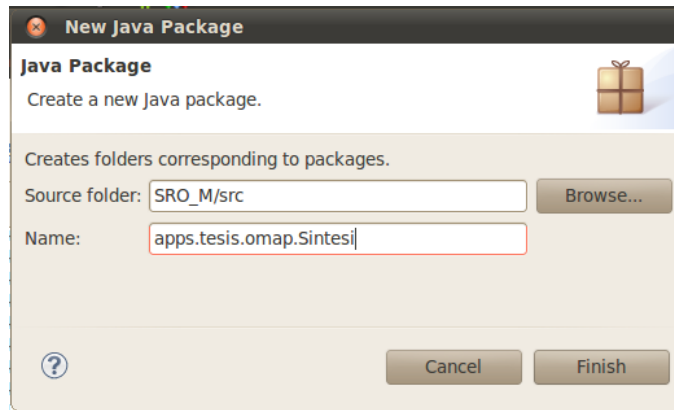 New Java Package
Java Package
Create a new Java package.
Creates folders corresponding to packages.
Source folder: SRO_M/src Browse...
Name: apps.tesis.omap.Sintesi
? Cancel Finish